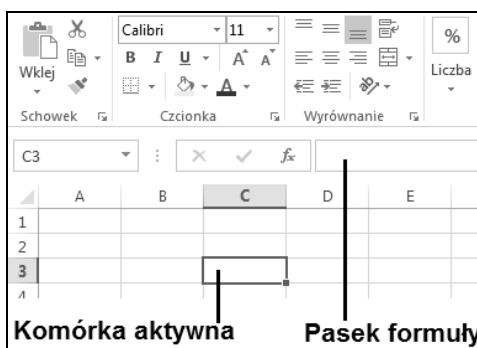 Calibri 11
%
B I U A A
Wklej
Liczba
A
Schowek Czcionka Wyrównanie
C3 fx
A B C D E
1
2
3
4
Komórka aktywna Pasek formuły